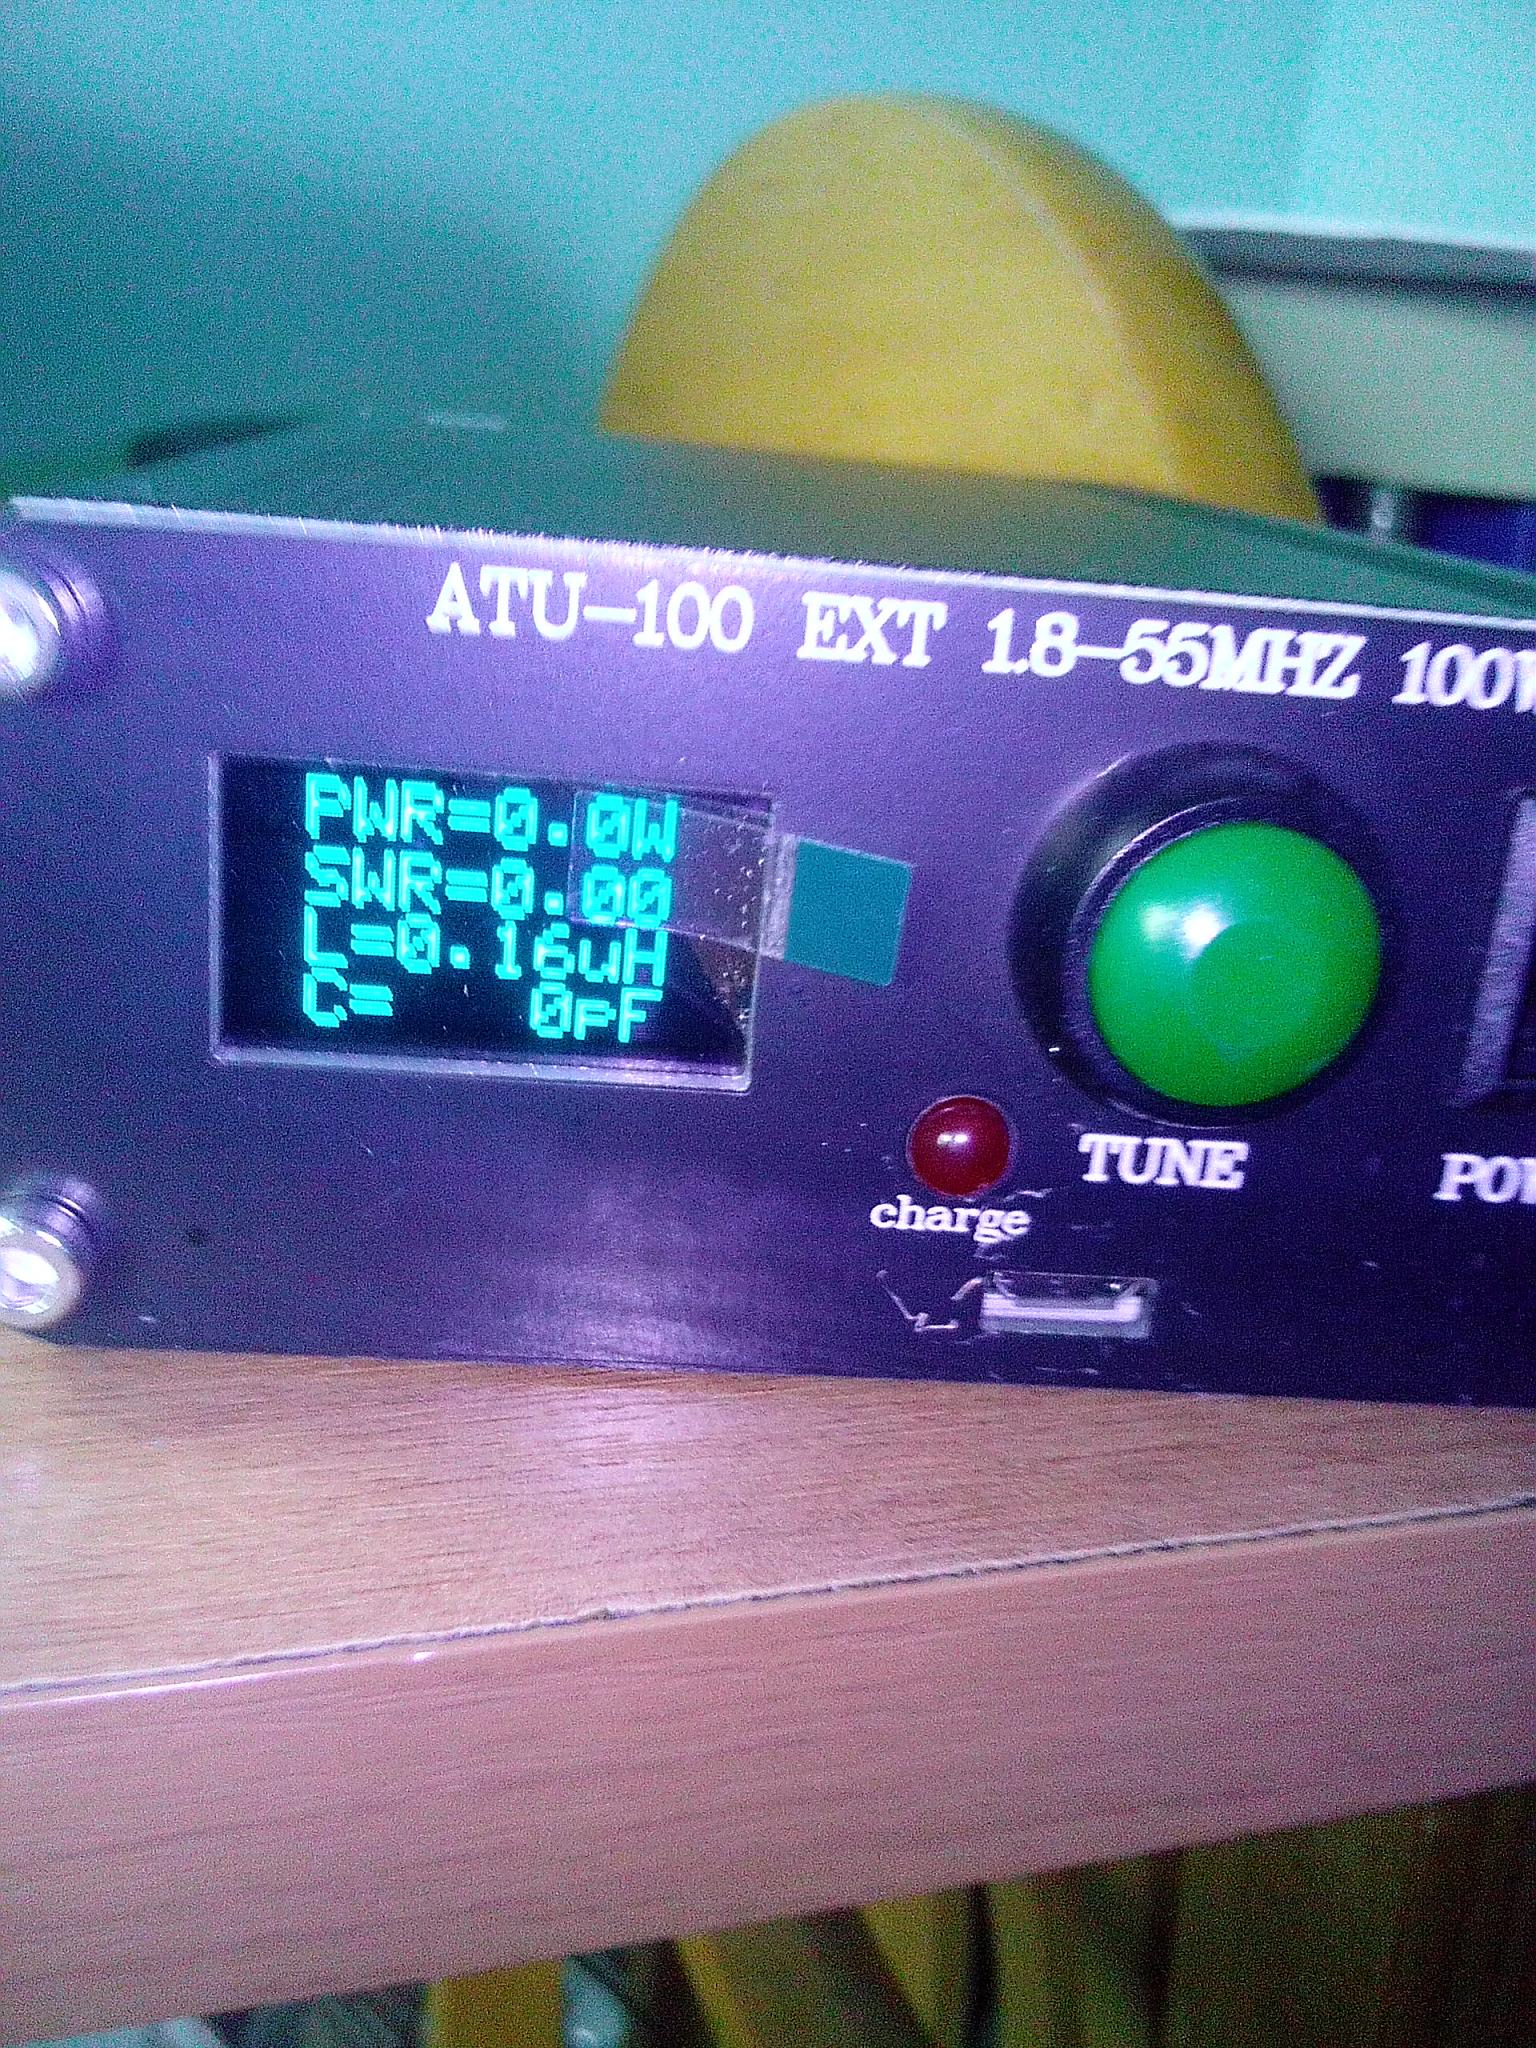 ATU-100 EXT 1.8-55MHZ 100W
PWR=0.0W
SWR=0.00
L=0.16uH
C= 0pF
TUNE
charge